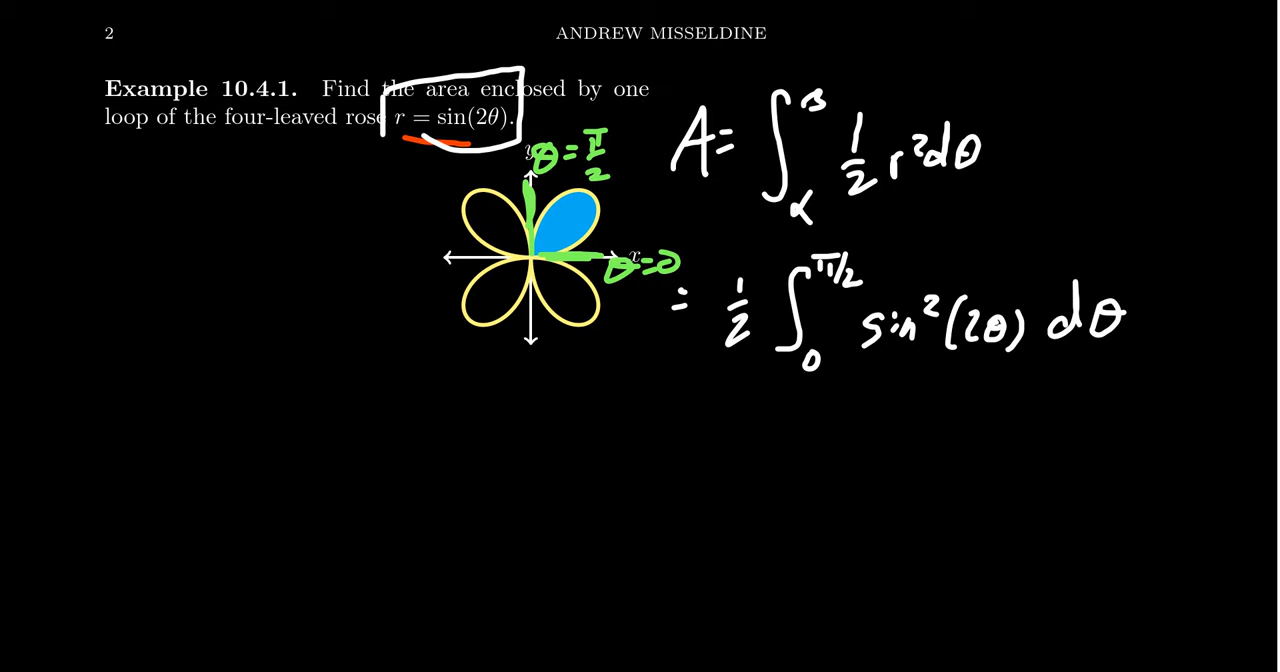 2 ANDREW MISSELDINE
Example 10.4.1. Find the area enclosed by one
loop of the four-leaved rose r = sin(2θ).
y
θ = π/2
x
θ = 0
A = ∫_α^β 1/2 r² dθ
= 1/2 ∫_0^{π/2} sin²(2θ) dθ